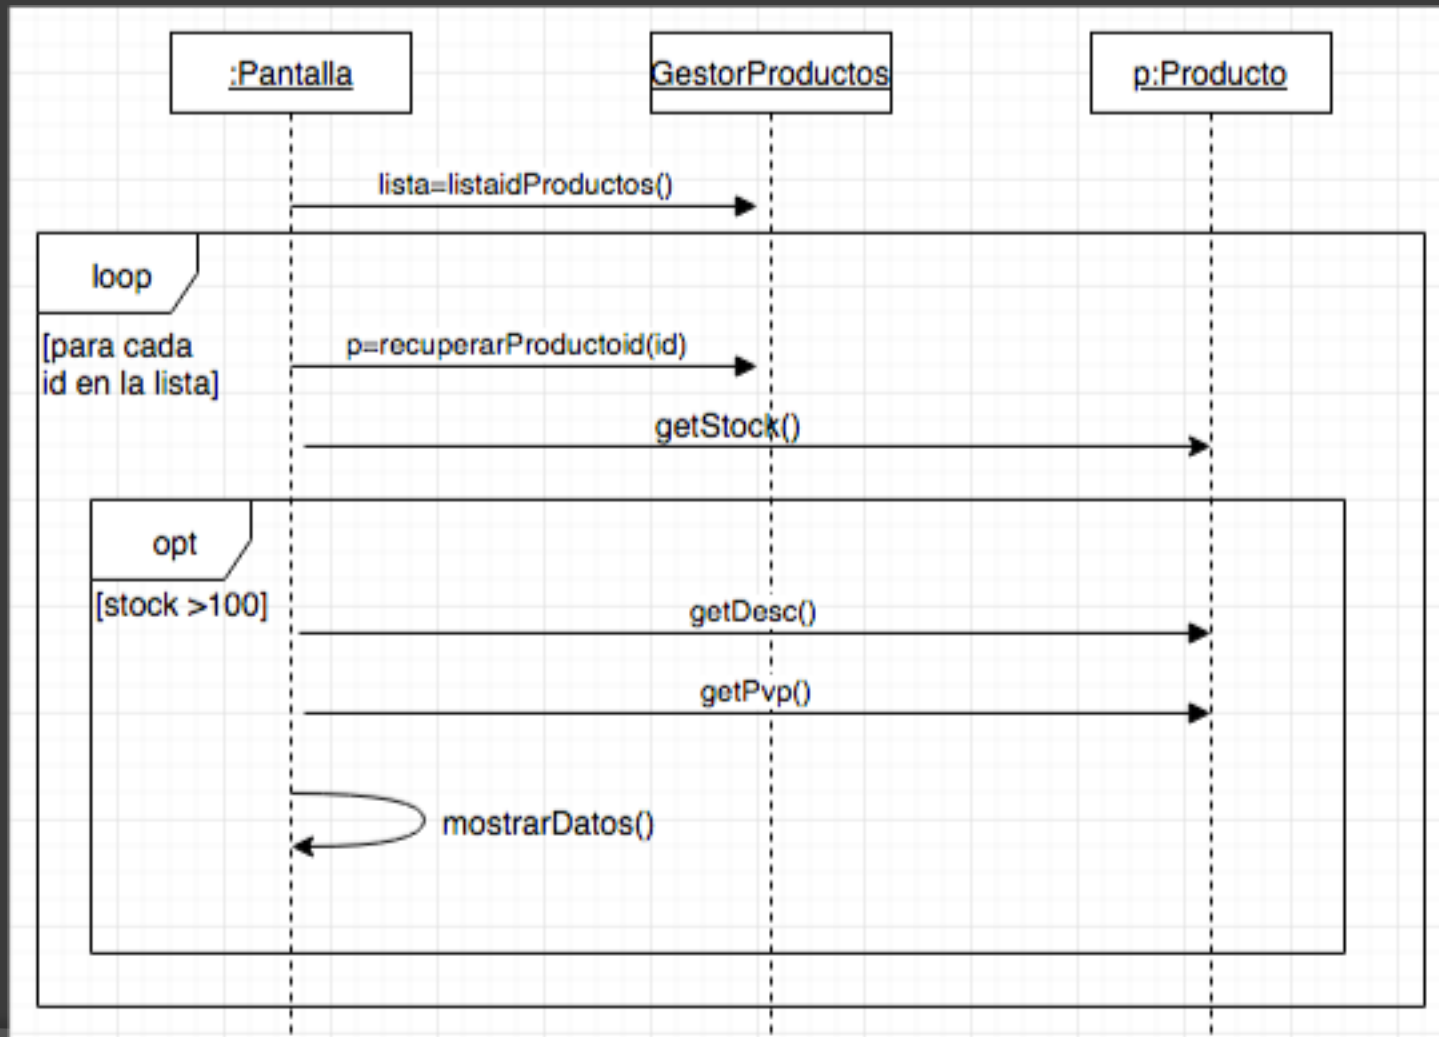 :Pantalla
GestorProductos
p:Producto
lista=listaidProductos()
loop
[para cada
id en la lista]
p=recuperarProductoid(id)
getStock()
opt
[stock >100]
getDesc()
getPvp()
mostrarDatos()